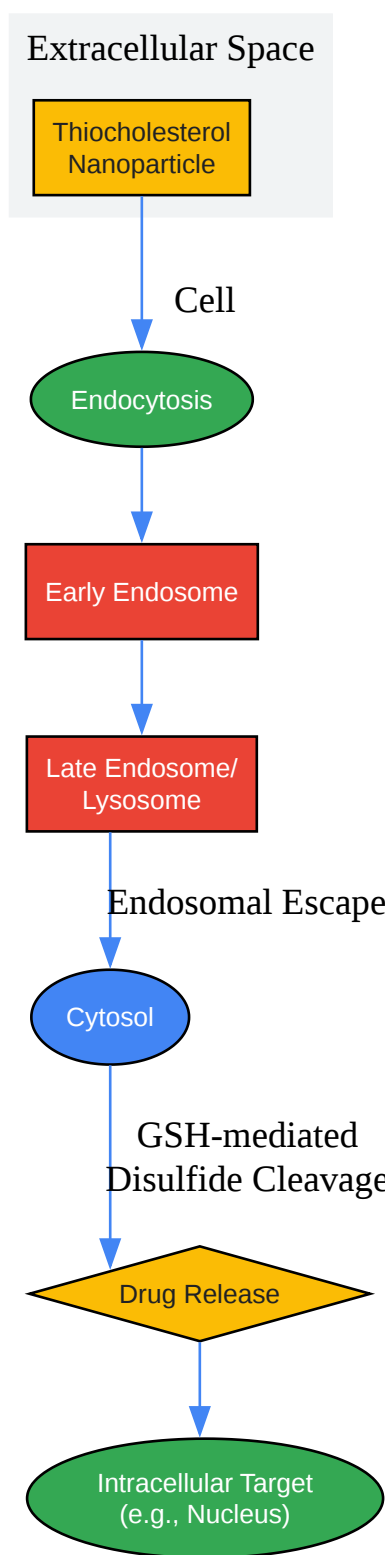 Extracellular Space
Thiocholesterol
Nanoparticle
Cell
Endocytosis
Early Endosome
Late Endosome/
Lysosome
Endosomal Escape
Cytosol
GSH-mediated
Disulfide Cleavage
Drug Release
Intracellular Target
(e.g., Nucleus)